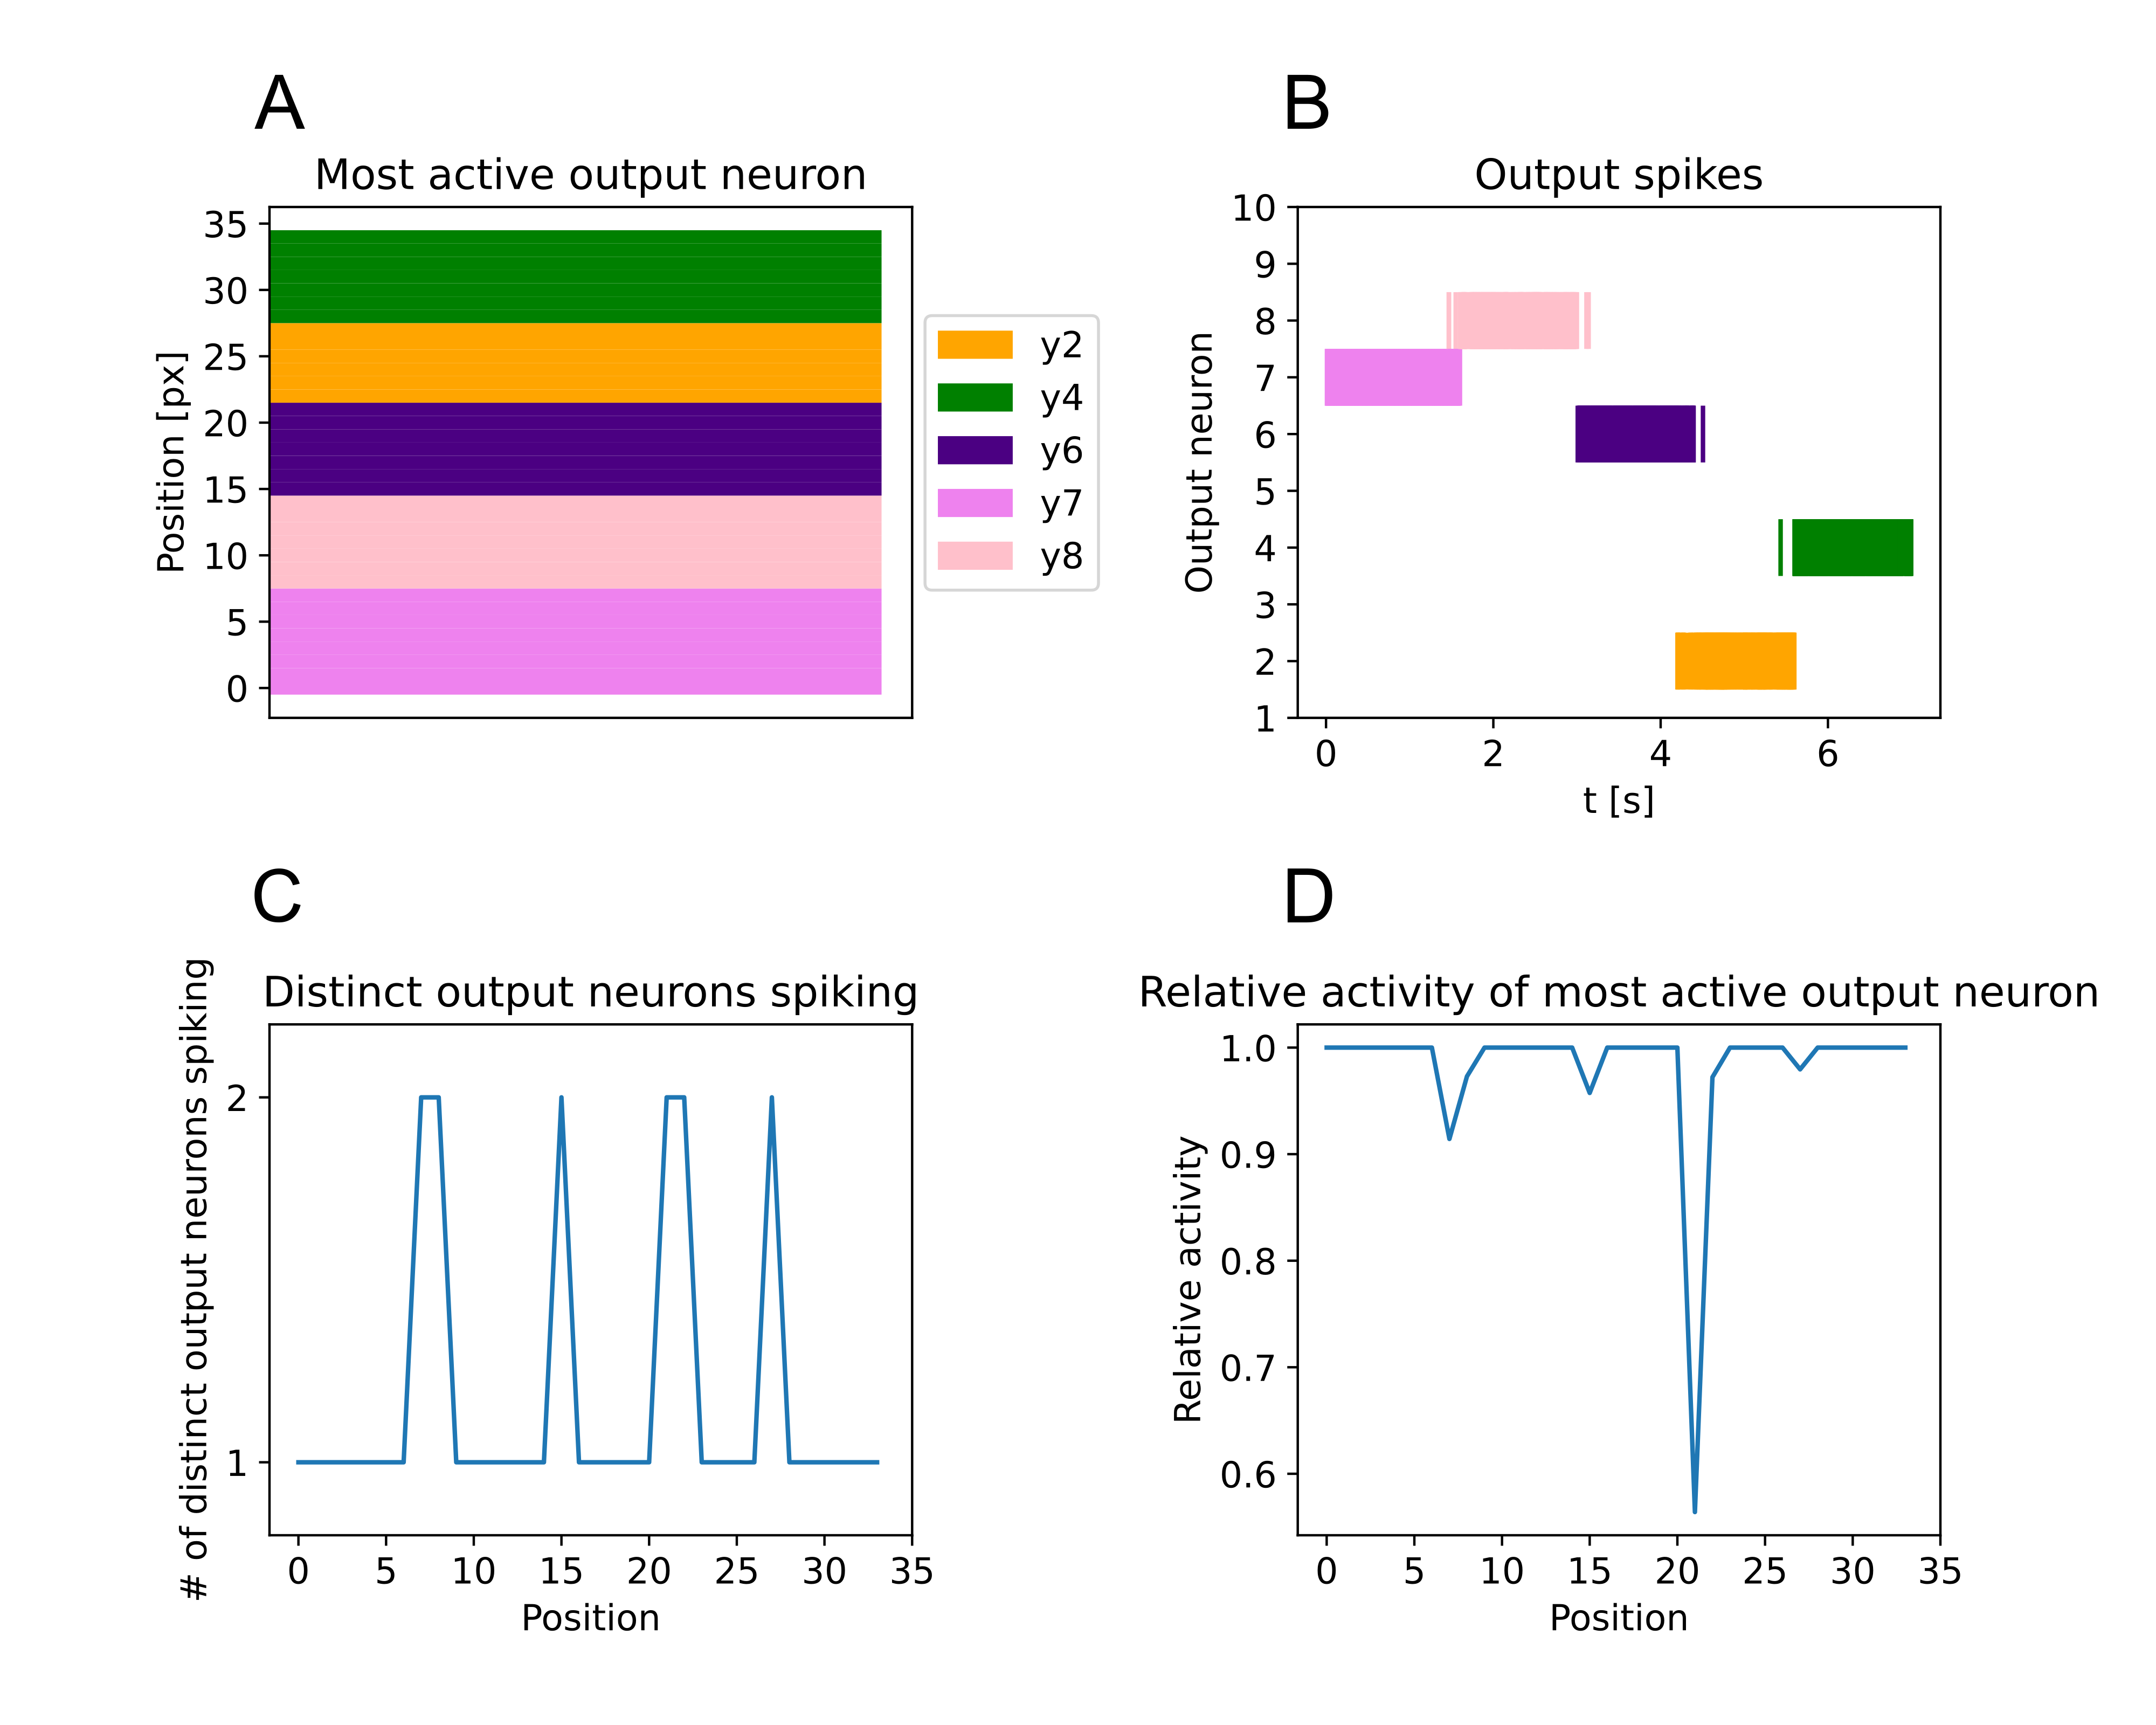 A
Most active output neuron
35
30
25
20
15
10
5
0
Position [px]
y2
y4
y6
y7
y8
B
Output spikes
10
9
8
7
6
5
4
3
2
1
Output neuron
0 2 4 6
t [s]
C
Distinct output neurons spiking
2
1
# of distinct output neurons spiking
0 5 10 15 20 25 30 35
Position
D
Relative activity of most active output neuron
1.0
0.9
0.8
0.7
0.6
Relative activity
0 5 10 15 20 25 30 35
Position